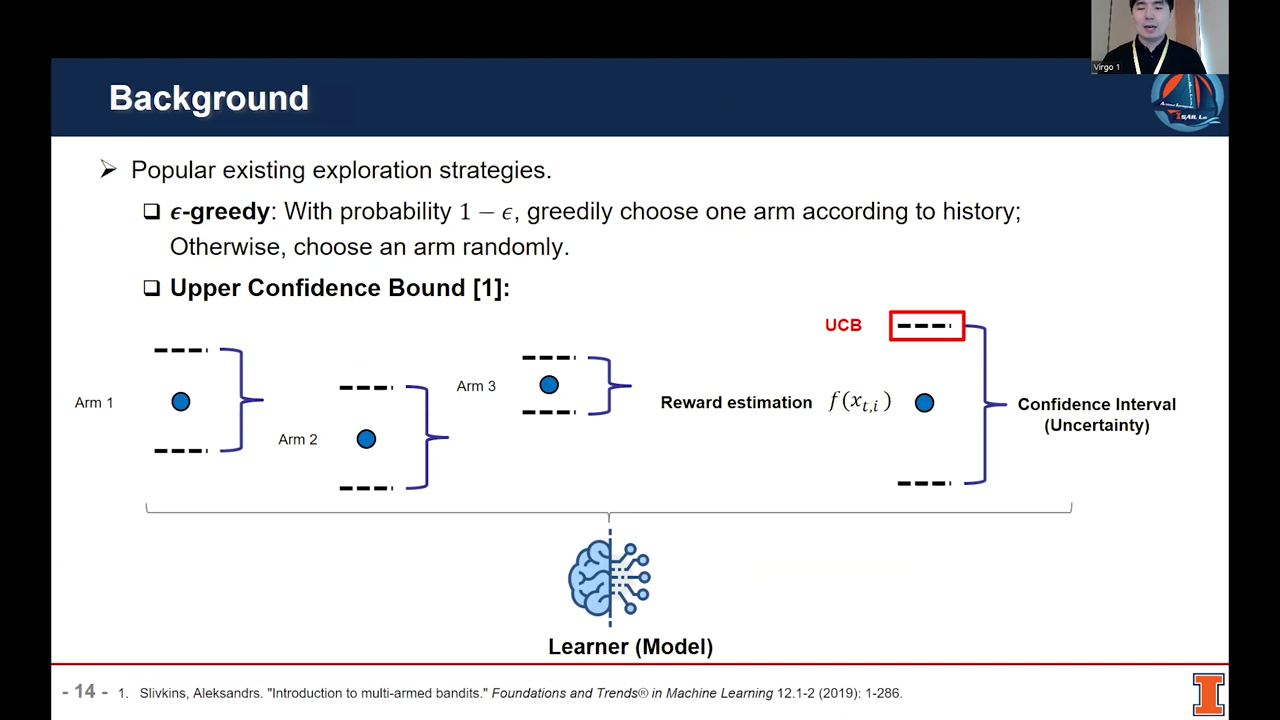 Virgo 1
Background
➢ Popular existing exploration strategies.
❑ ϵ-greedy: With probability 1 − ϵ, greedily choose one arm according to history;
Otherwise, choose an arm randomly.
❑ Upper Confidence Bound [1]:
UCB
Arm 1
Arm 2
Arm 3
Reward estimation f(x_{t,i})
Confidence Interval
(Uncertainty)
Learner (Model)
- 14 -
1. Slivkins, Aleksandrs. "Introduction to multi-armed bandits." Foundations and Trends® in Machine Learning 12.1-2 (2019): 1-286.